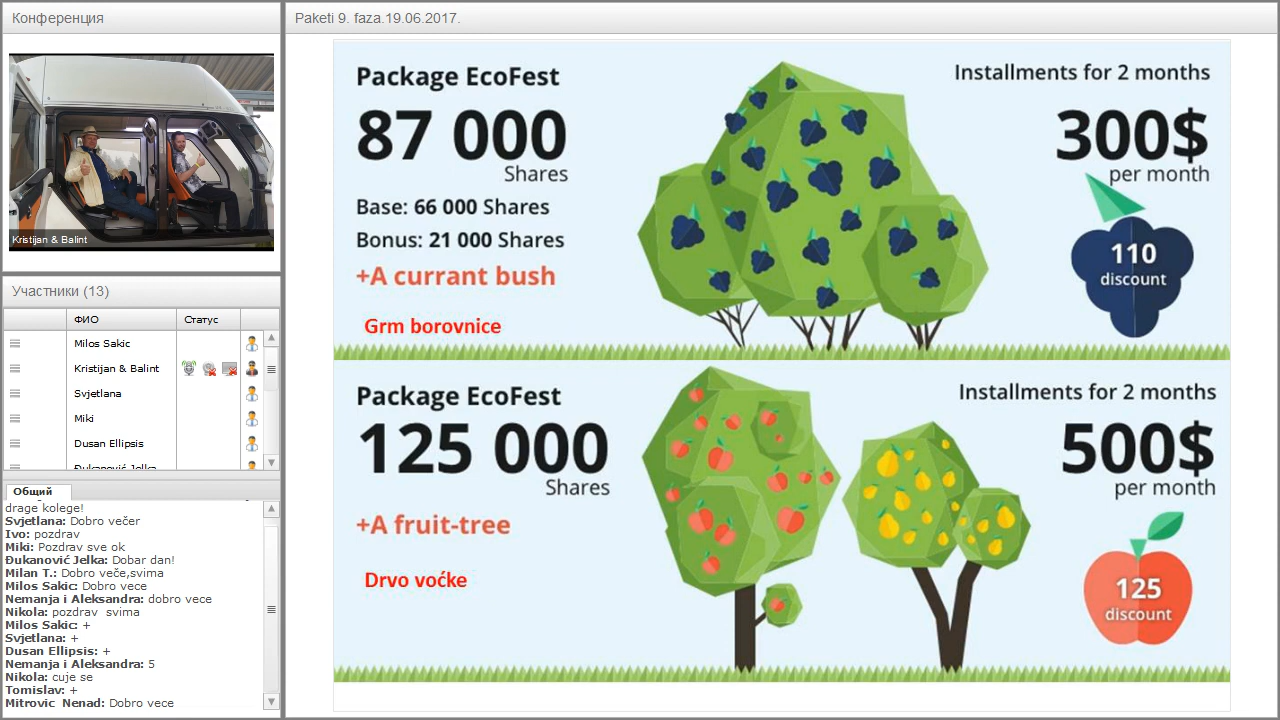 Конференция
Kristijan & Balint
Участники (13)
ФИО
Статус
Milos Sakic
Kristijan & Balint
Svjetlana
Miki
Dusan Ellipsis
Đukanović Jelka
Общий
drage kolege!
Svjetlana: Dobro večer
Ivo: pozdrav
Miki: Pozdrav sve ok
Đukanović Jelka: Dobar dan!
Milan T.: Dobro veče,svima
Milos Sakic: Dobro vece
Nemanja i Aleksandra: dobro vece
Nikola: pozdrav svima
Milos Sakic: +
Svjetlana: +
Dusan Ellipsis: +
Nemanja i Aleksandra: 5
Nikola: cuje se
Tomislav: +
Mitrovic Nenad: Dobro vece
Paketi 9. faza.19.06.2017.
Package EcoFest
87 000
Shares
Base: 66 000 Shares
Bonus: 21 000 Shares
+A currant bush
Grm borovnice
Installments for 2 months
300$
per month
110
discount
Package EcoFest
125 000
Shares
+A fruit-tree
Drvo voćke
Installments for 2 months
500$
per month
125
discount